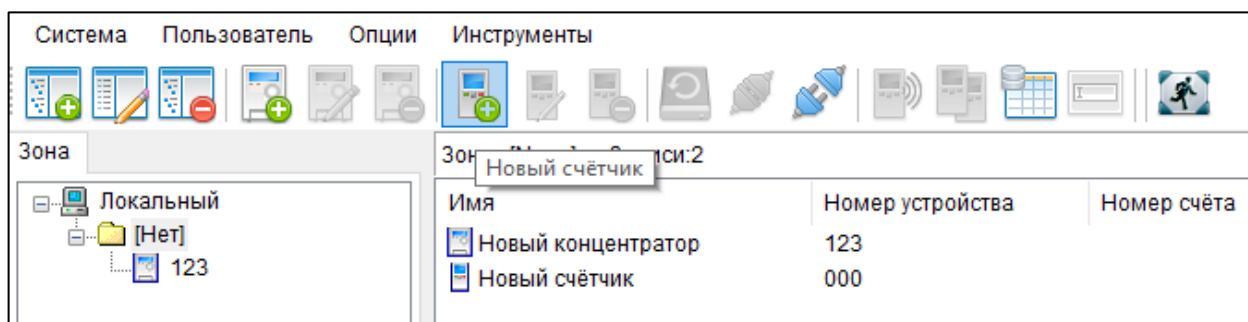 Система Пользователь Опции Инструменты
Зона
Новый счётчик
Локальный
[Нет]
123
Имя Номер устройства Номер счёта
Новый концентратор 123
Новый счётчик 000